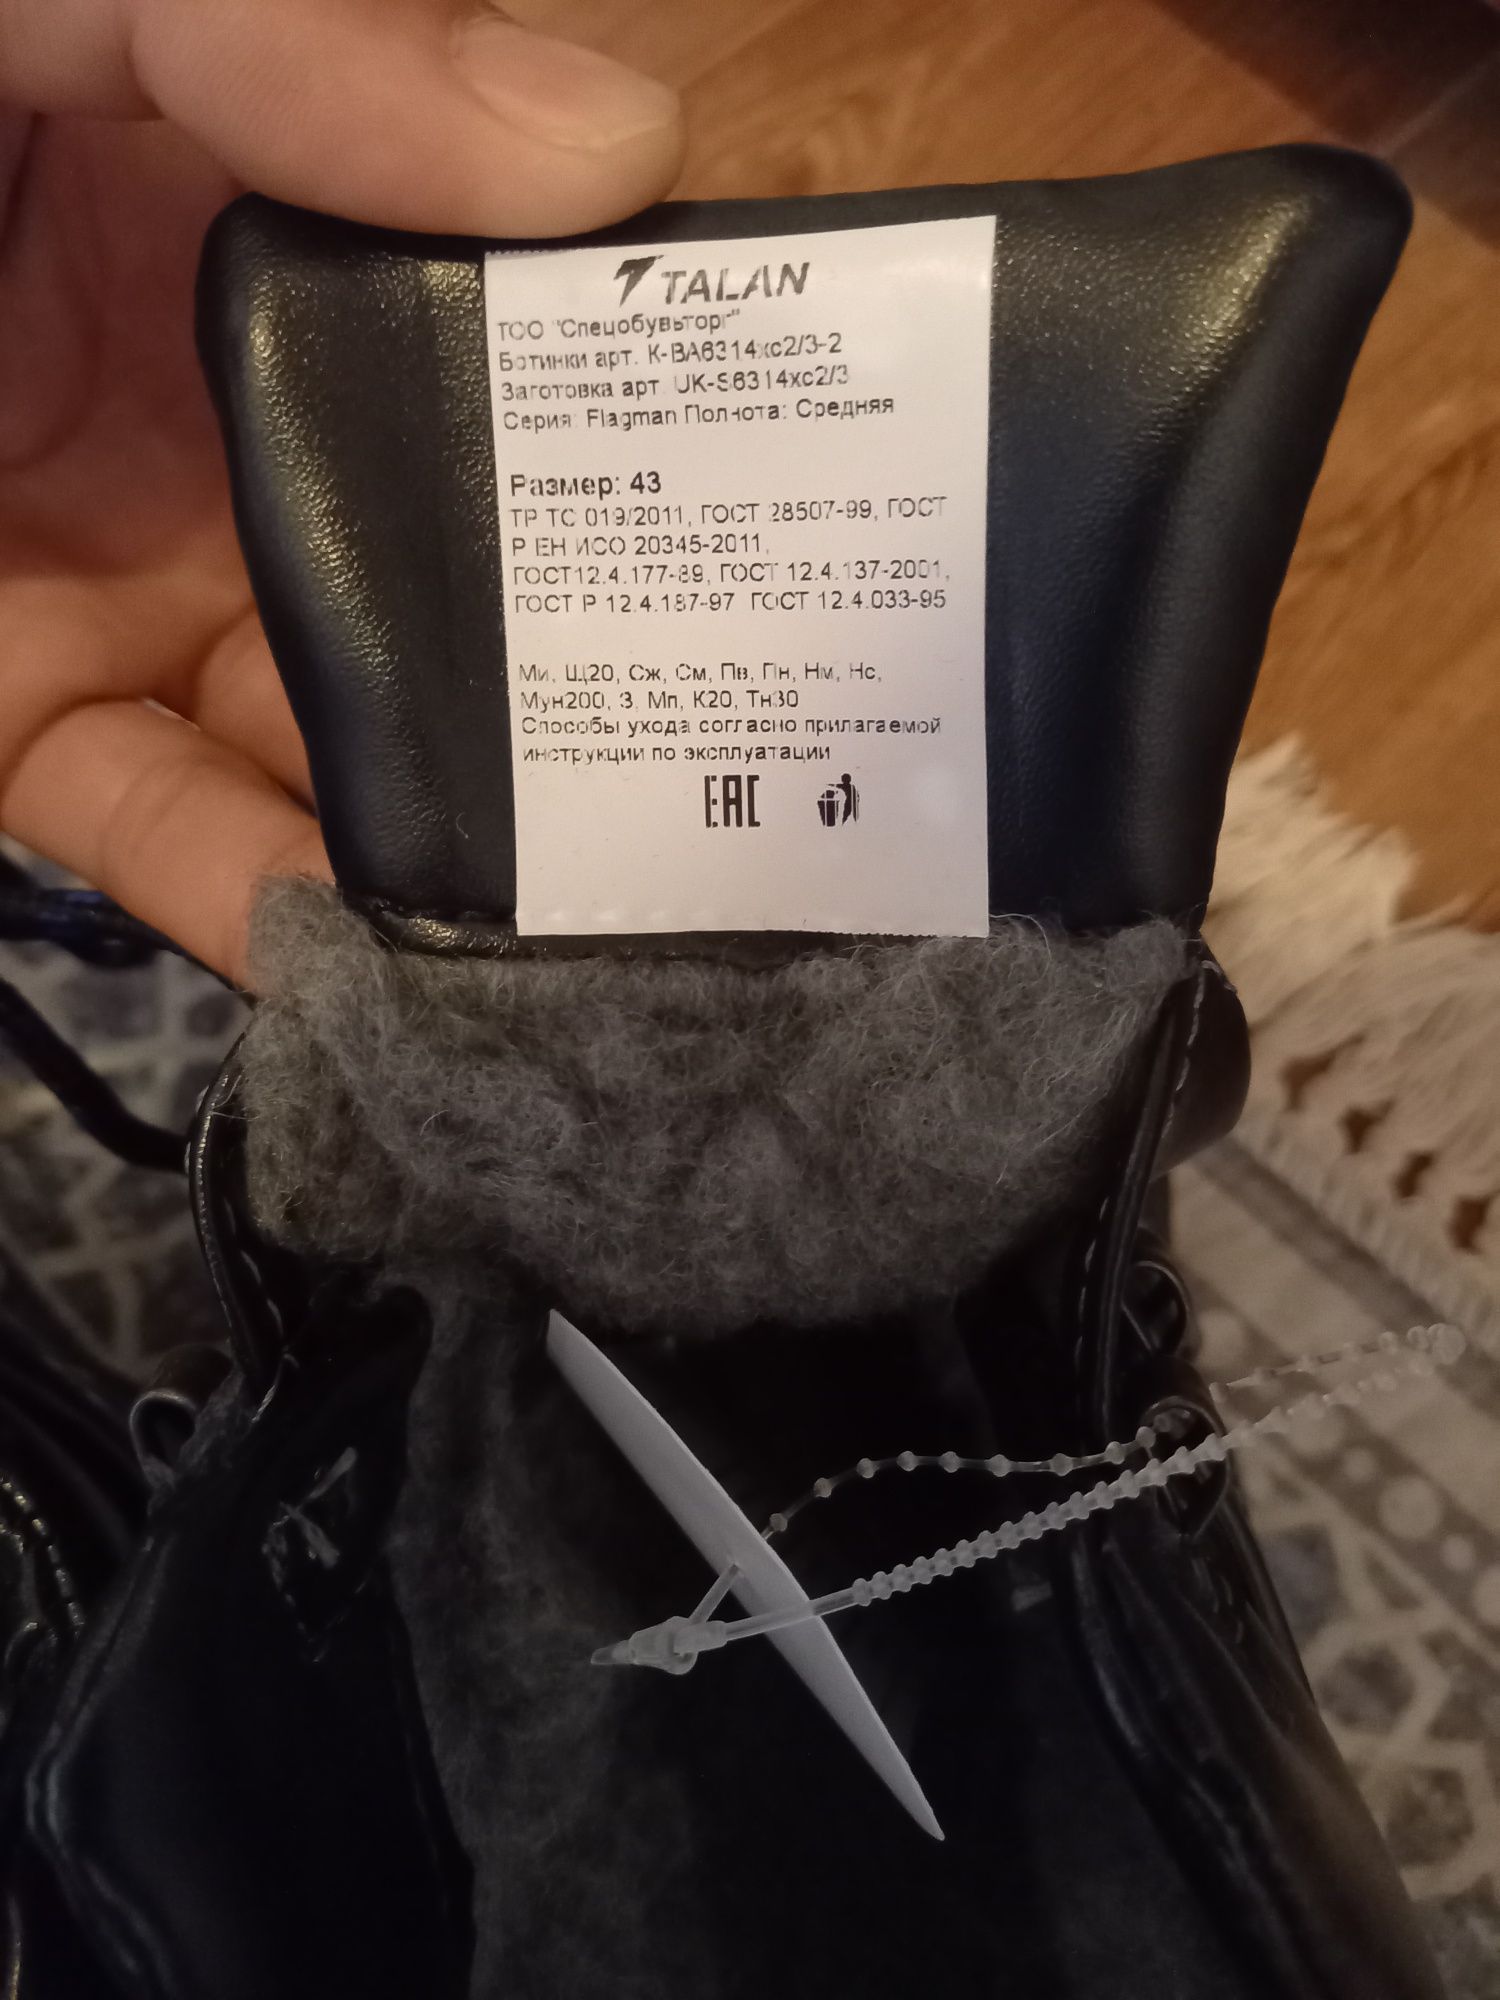 TALAN
ТОО "Спецобувьторг"
Ботинки арт. К-ВА6314хс2/3-2
Заготовка арт. UK-S6314хс2/3
Серия: Flagman Полнота: Средняя
Размер: 43
ТР ТС 019/2011, ГОСТ 28507-99, ГОСТ
Р ЕН ИСО 20345-2011,
ГОСТ12.4.177-89, ГОСТ 12.4.137-2001,
ГОСТ Р 12.4.187-97 ГОСТ 12.4.033-95
Ми, Щ20, Сж, См, Пв, Пн, Нм, Нс,
Мун200, З, Мп, К20, Тн30
Способы ухода согласно прилагаемой
инструкции по эксплуатации
EAC